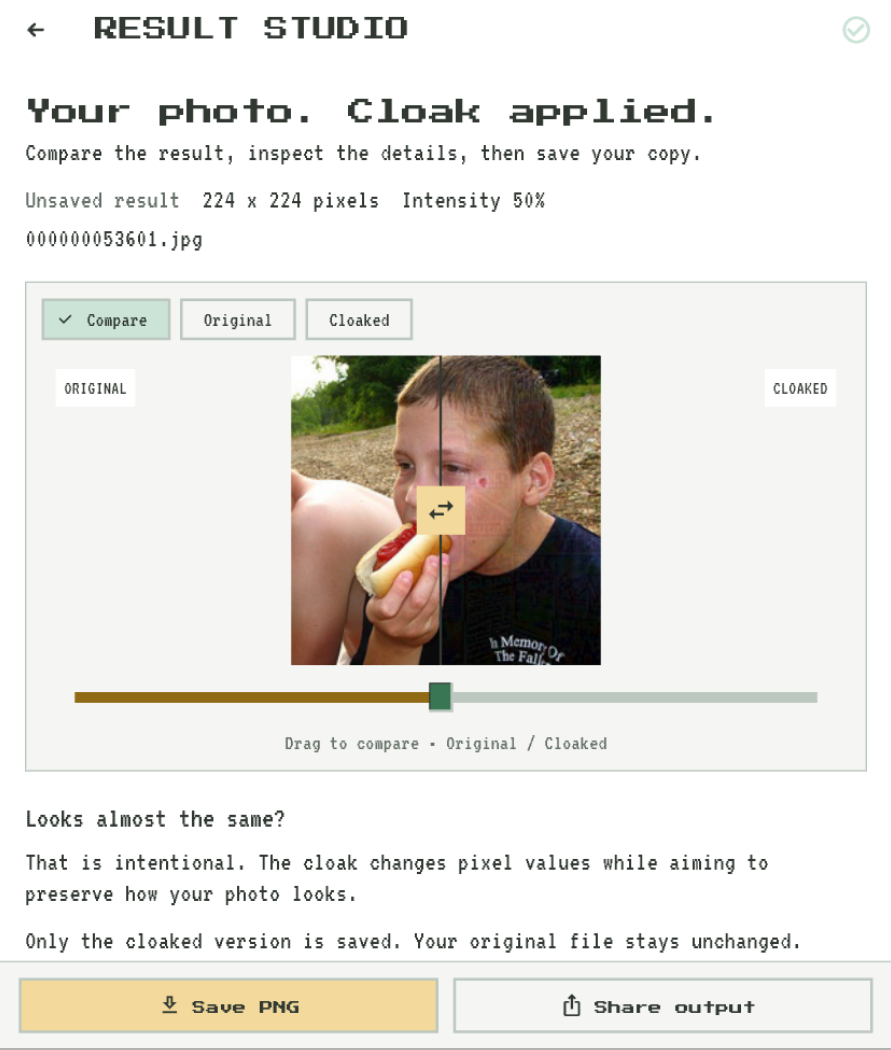 RESULT STUDIO
Your photo. Cloak applied.
Compare the result, inspect the details, then save your copy.
Unsaved result 224 x 224 pixels Intensity 50%
000000053601.jpg
Compare Original Cloaked
ORIGINAL CLOAKED
In Memory Of
The
Drag to compare · Original / Cloaked
Looks almost the same?
That is intentional. The cloak changes pixel values while aiming to
preserve how your photo looks.
Only the cloaked version is saved. Your original file stays unchanged.
Save PNG Share output